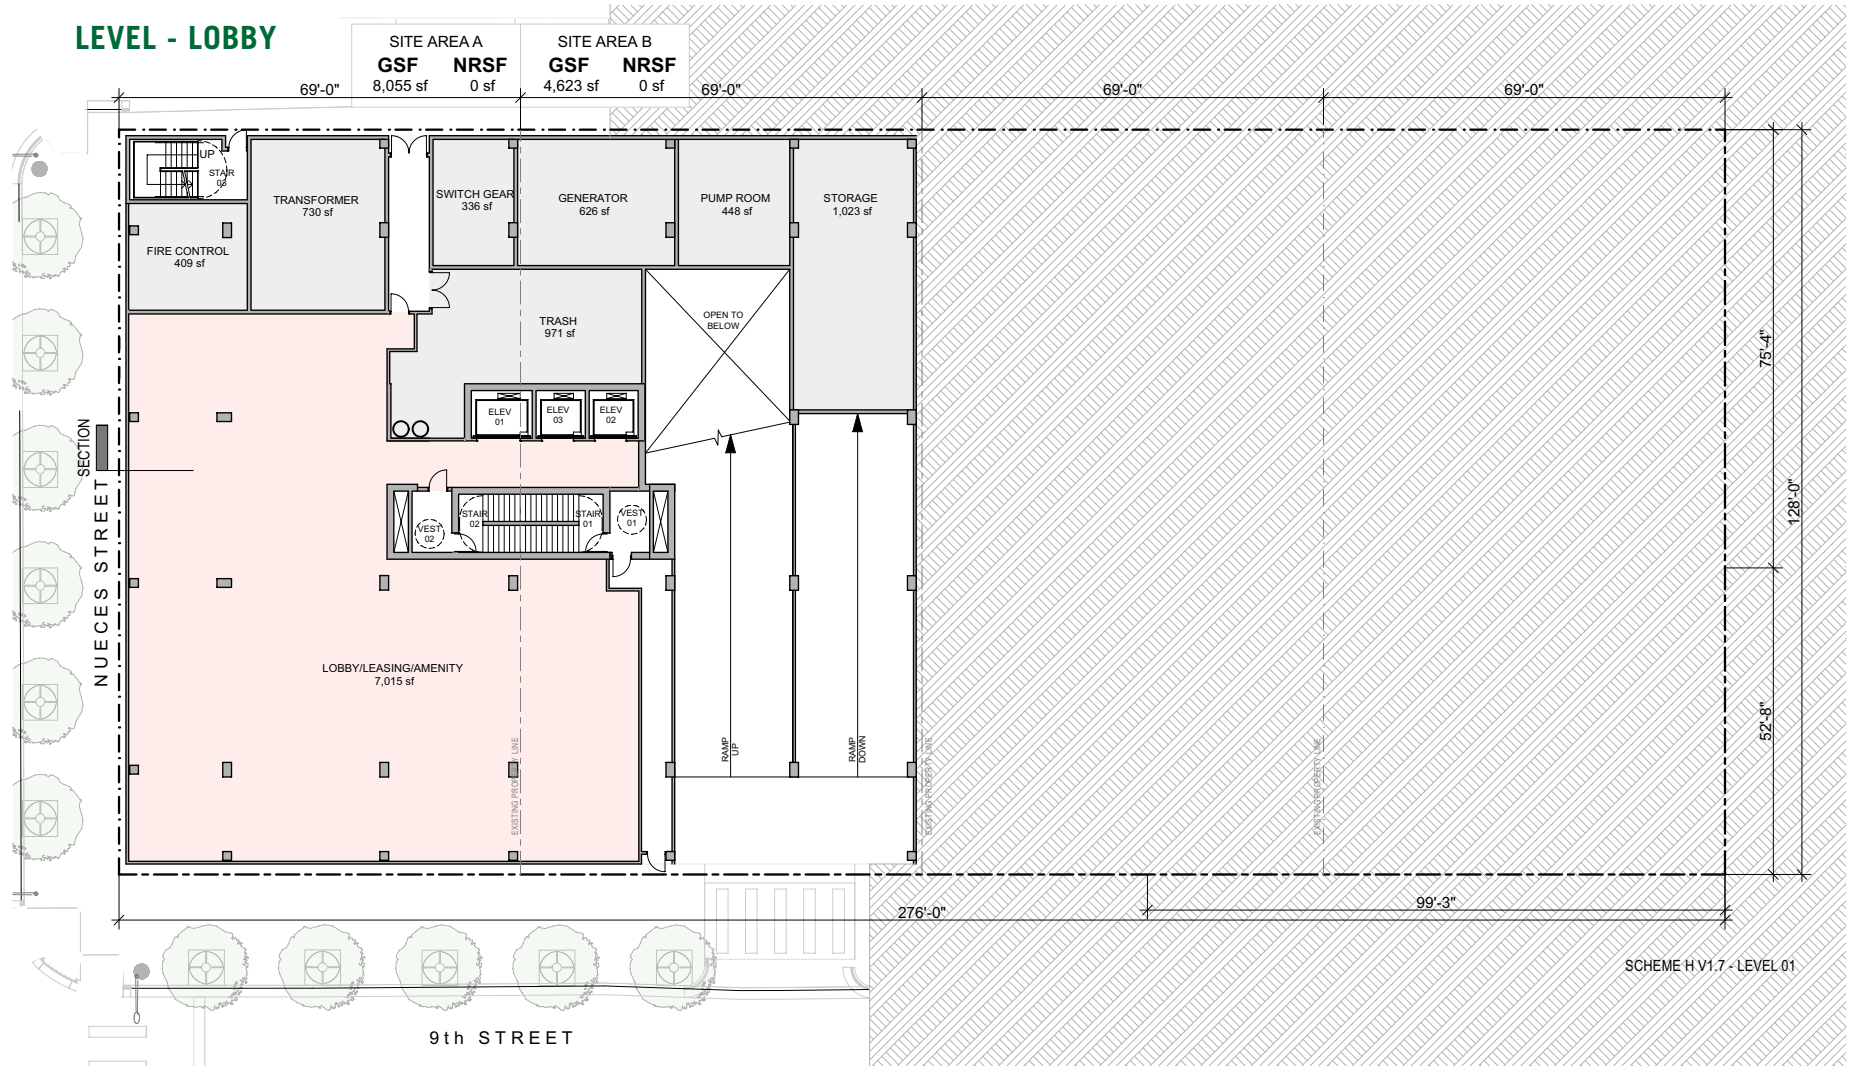 LEVEL - LOBBY
SITE AREA A
GSF NRSF
8,055 sf 0 sf
SITE AREA B
GSF NRSF
4,623 sf 0 sf
69'-0"
69'-0"
69'-0"
69'-0"
UP
STAIR
03
TRANSFORMER
730 sf
SWITCH GEAR
336 sf
GENERATOR
626 sf
PUMP ROOM
448 sf
STORAGE
1,023 sf
FIRE CONTROL
409 sf
TRASH
971 sf
OPEN TO
BELOW
75'-4"
ELEV
01
ELEV
03
ELEV
02
SECTION
128'-0"
STAIR
02
STAIR
01
VEST
01
VEST
02
NUECES STREET
LOBBY/LEASING/AMENITY
7,015 sf
52'-8"
RAMP
UP
RAMP
DOWN
EXISTING PROPERTY LINE
EXISTING PROPERTY LINE
EXISTING PROPERTY LINE
276'-0"
99'-3"
SCHEME H V1.7 - LEVEL 01
9th STREET